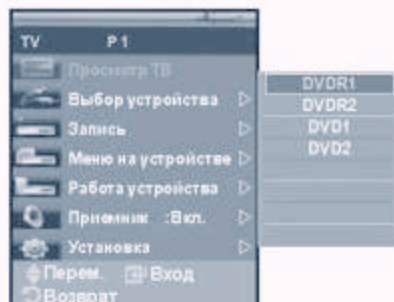 TV P 1
Просмотр ТВ
Выбор устройства
Запись
Меню на устройстве
Работа устройства
Приемник :Вкл.
Установка
Перем. Вход
Возврат
DVDR1
DVDR2
DVD1
DVD2